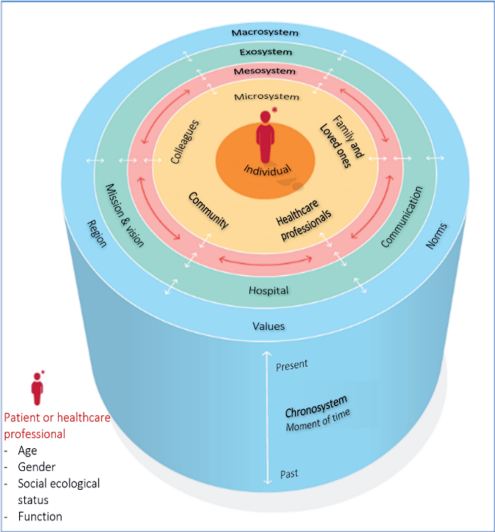 Macrosystem
Exosystem
Mesosystem
Microsystem
Colleagues
Family and
Loved ones
Individual
Community
Healthcare
professionals
Mission & vision
Communication
Region
Norms
Hospital
Values
Present
Chronosystem
Moment of time
Past
Patient or healthcare
professional
- Age
- Gender
- Social ecological
status
- Function